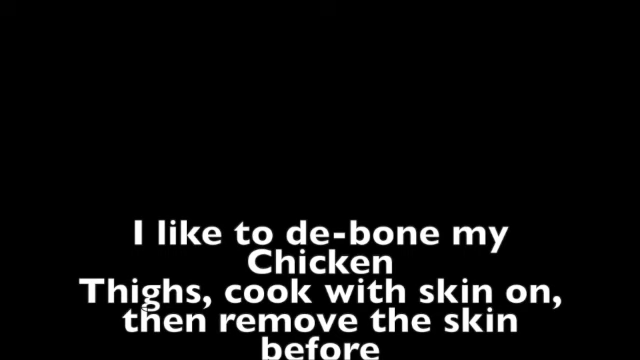 I like to de-bone my
Chicken
Thighs, cook with skin on,
then remove the skin
before